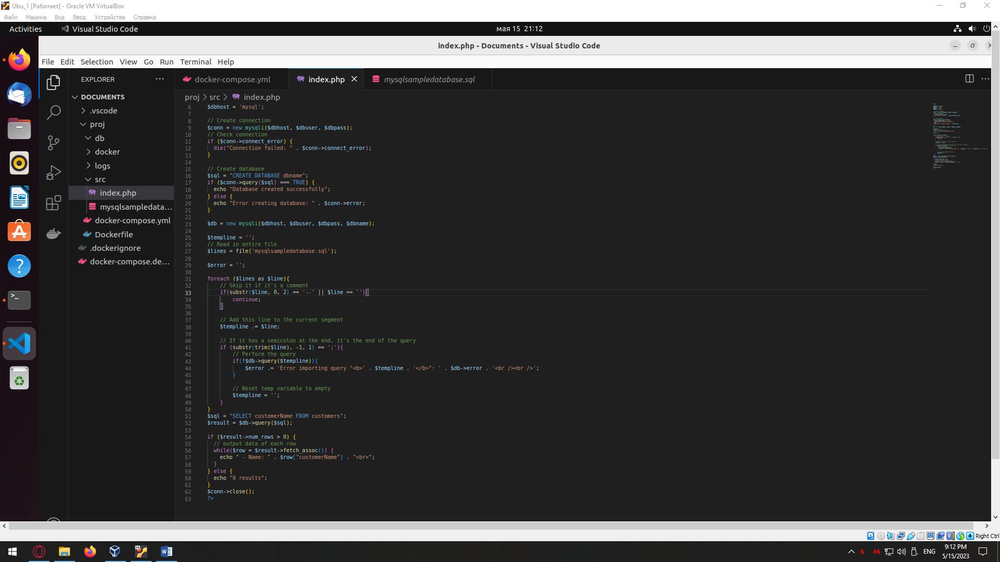 Ubu_1 [Работает] - Oracle VM VirtualBox
Файл Машина Вид Ввод Устройства Справка
Activities Visual Studio Code мая 15 21:12
index.php - Documents - Visual Studio Code
File Edit Selection View Go Run Terminal Help
EXPLORER
docker-compose.yml index.php mysqlsampledatabase.sql
DOCUMENTS
.vscode
proj
db
docker
logs
src
index.php
mysqlsampledata...
docker-compose.yml
Dockerfile
.dockerignore
docker-compose.de...
proj > src > index.php
6 $dbhost = 'mysql';
7
8 // Create connection
9 $conn = new mysqli($dbhost, $dbuser, $dbpass);
10 // Check connection
11 if ($conn->connect_error) {
12 die("Connection failed: " . $conn->connect_error);
13 }
14
15 // Create database
16 $sql = "CREATE DATABASE dbname";
17 if ($conn->query($sql) === TRUE) {
18 echo "Database created successfully";
19 } else {
20 echo "Error creating database: " . $conn->error;
21 }
22
23 $db = new mysqli($dbhost, $dbuser, $dbpass, $dbname);
24
25 $templine = '';
26 // Read in entire file
27 $lines = file('mysqlsampledatabase.sql');
28
29 $error = '';
30
31 foreach ($lines as $line){
32 // Skip it if it's a comment
33 if(substr($line, 0, 2) == '--' || $line == ''){
34 continue;
35 }
36
37 // Add this line to the current segment
38 $templine .= $line;
39
40 // If it has a semicolon at the end, it's the end of the query
41 if (substr(trim($line), -1, 1) == ';'){
42 // Perform the query
43 if(!$db->query($templine)){
44 $error .= 'Error importing query "<b>' . $templine . '</b>": ' . $db->error . '<br /><br />';
45 }
46
47 // Reset temp variable to empty
48 $templine = '';
49 }
50 }
51 $sql = "SELECT customerName FROM customers";
52 $result = $db->query($sql);
53
54 if ($result->num_rows > 0) {
55 // output data of each row
56 while($row = $result->fetch_assoc()) {
57 echo " - Name: " . $row["customerName"] . "<br>";
58 }
59 } else {
60 echo "0 results";
61 }
62 $conn->close();
63 ?>
Right Ctrl
6 46 ENG 9:12 PM
5/15/2023